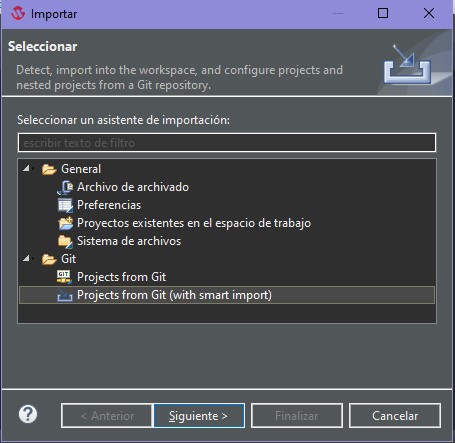 Importar
Seleccionar
Detect, import into the workspace, and configure projects and
nested projects from a Git repository.
Seleccionar un asistente de importación:
escribir texto de filtro
General
Archivo de archivado
Preferencias
Proyectos existentes en el espacio de trabajo
Sistema de archivos
Git
GIT
Projects from Git
Projects from Git (with smart import)
?
< Anterior
Siguiente >
Finalizar
Cancelar